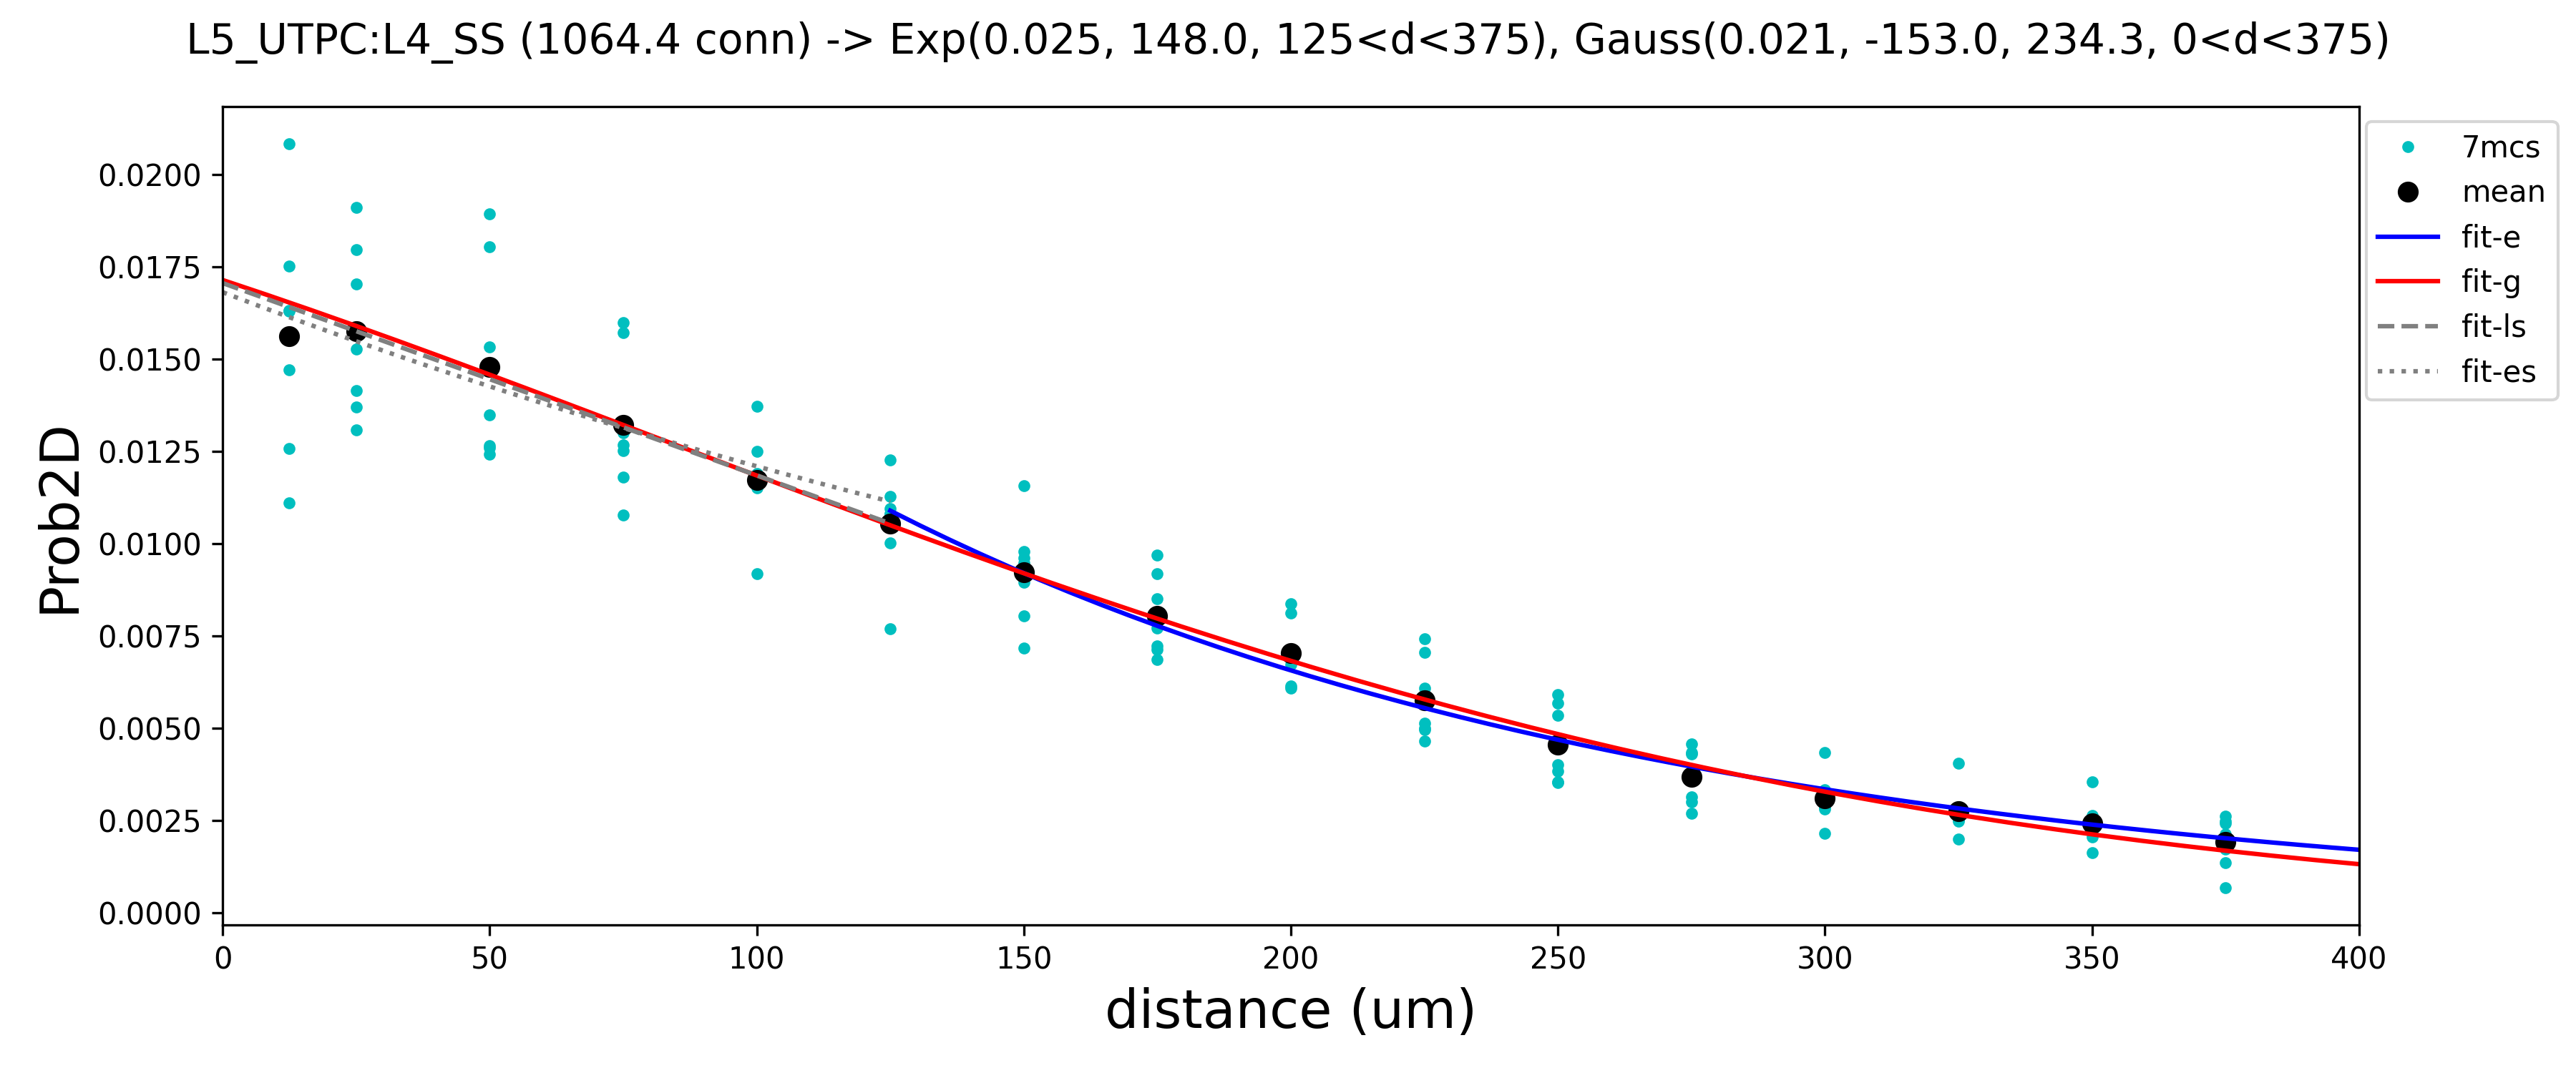 L5_UTPC:L4_SS (1064.4 conn) -> Exp(0.025, 148.0, 125<d<375), Gauss(0.021, -153.0, 234.3, 0<d<375)
7mcs
mean
fit-e
fit-g
fit-ls
fit-es
Prob2D
0.0200
0.0175
0.0150
0.0125
0.0100
0.0075
0.0050
0.0025
0.0000
0 50 100 150 200 250 300 350 400
distance (um)